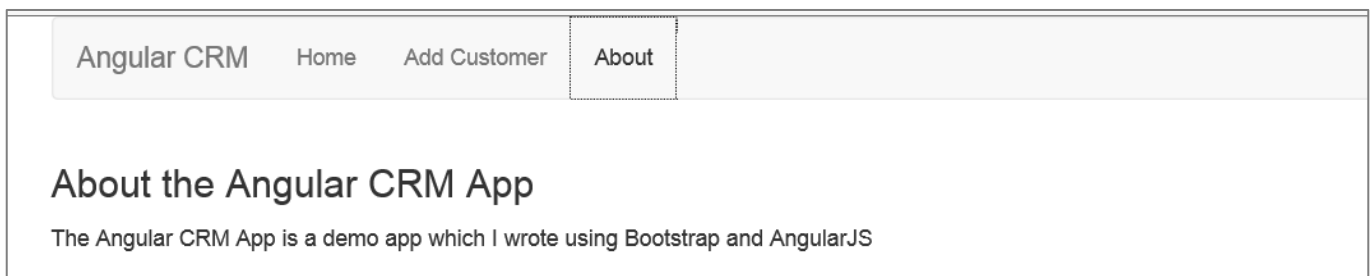 Angular CRM Home Add Customer About
About the Angular CRM App
The Angular CRM App is a demo app which I wrote using Bootstrap and AngularJS